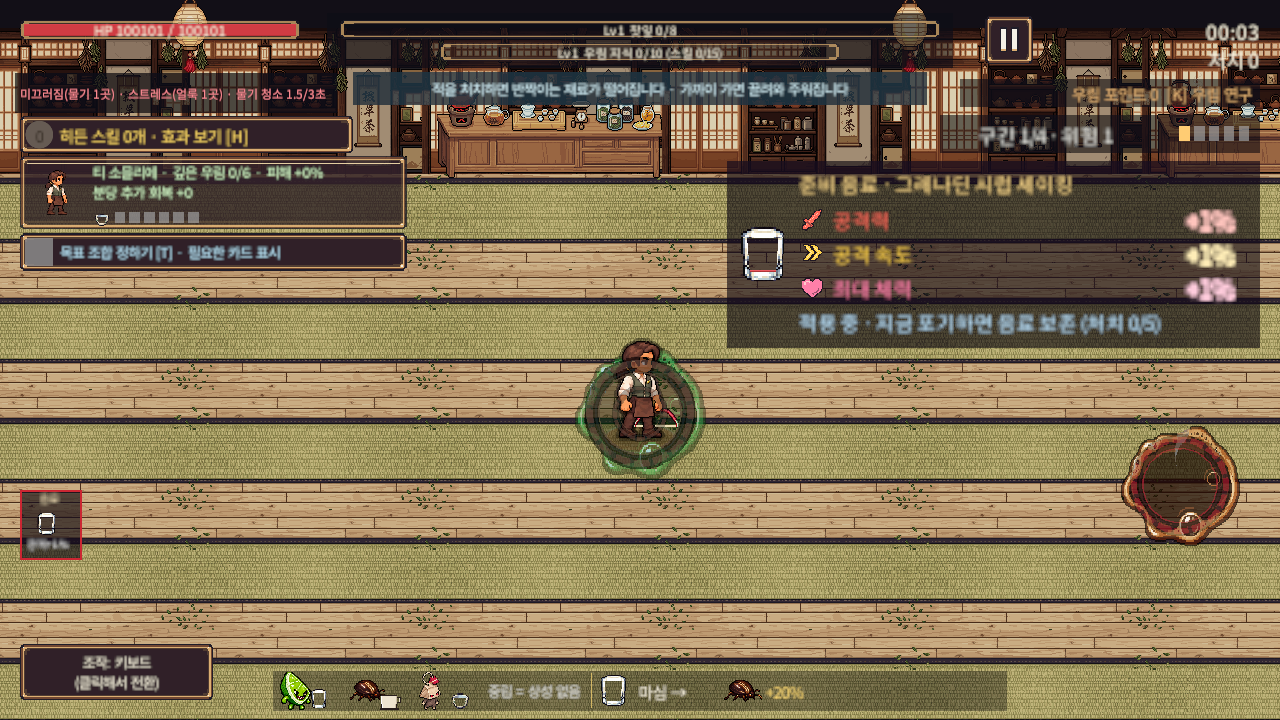 HP 100101 / 100101
Lv1 찻잎 0/8
00:03
Lv1 우림 지식 0/10 (스킬 0/15)
처치 0
미끄러짐(물기 1곳) · 스트레스(얼룩 1곳) · 물기 청소 1.5/3초
적을 처치하면 반짝이는 재료가 떨어집니다 · 가까이 가면 끌려와 주워집니다
우림 포인트 0 [V] 우림 연구
0
히든 스킬 0개 · 효과 보기 [H]
구간 1/4 · 위험 1
티 소믈리에 · 깊은 우림 0/6 · 피해 +0%
분당 추가 회복 +0
준비 음료 · 그레나딘 시럽 셰이킹
공격력 +1%
공격 속도 +1%
목표 조합 정하기 [T] · 필요한 카드 표시
최대 체력 +1%
적용 중 · 지금 포기하면 음료 보존 (처치 0/5)
조작: 키보드
(클릭해서 전환)
중립 = 상성 없음
마심 →
+20%